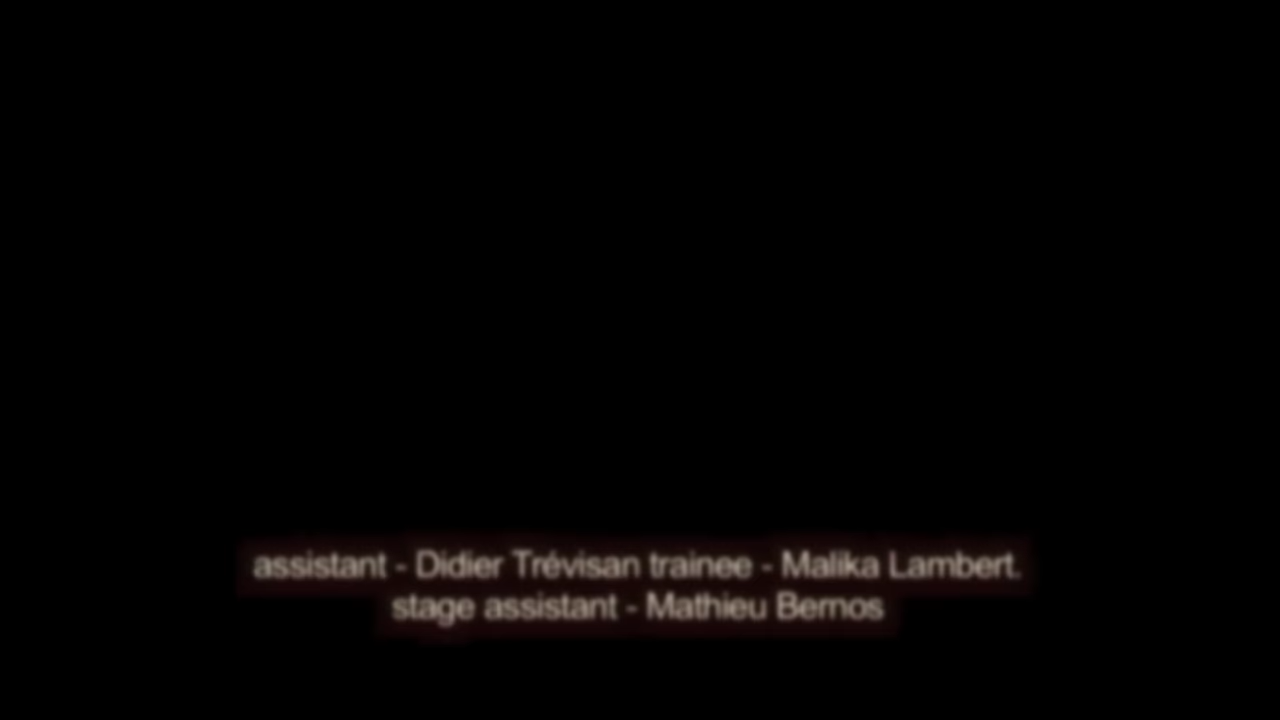 assistant - Didier Trévisan trainee - Malika Lambert.
stage assistant - Mathieu Bernos